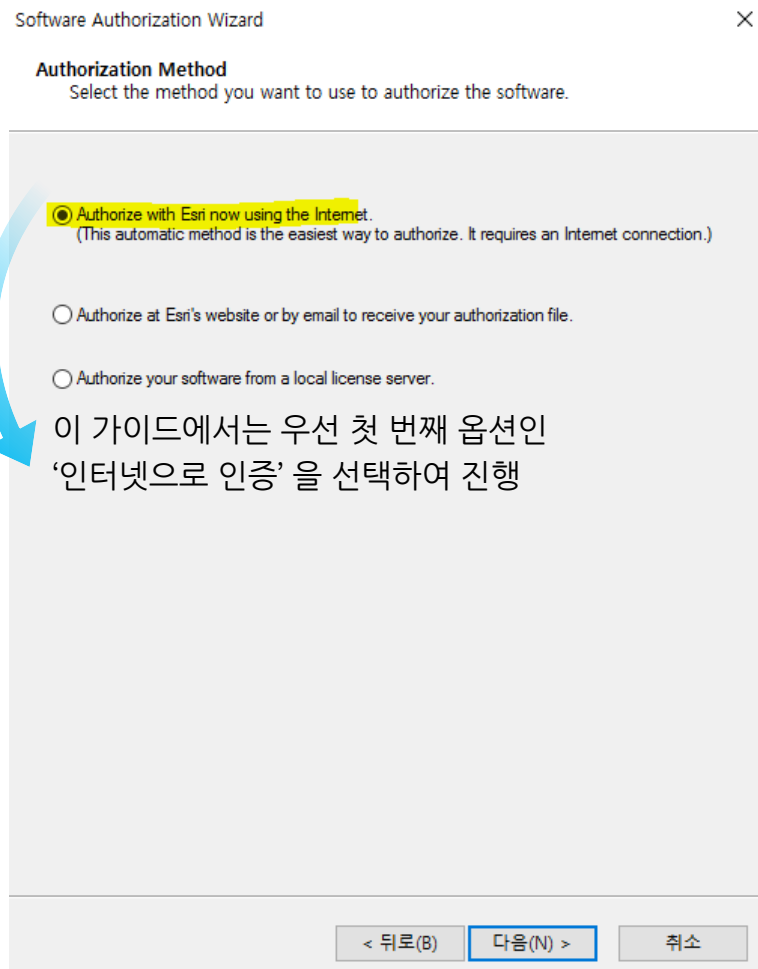 Software Authorization Wizard
Authorization Method
Select the method you want to use to authorize the software.
Authorize with Esri now using the Internet.
(This automatic method is the easiest way to authorize. It requires an Internet connection.)
Authorize at Esri's website or by email to receive your authorization file.
Authorize your software from a local license server.
이 가이드에서는 우선 첫 번째 옵션인
‘인터넷으로 인증’ 을 선택하여 진행
< 뒤로(B) 다음(N) > 취소